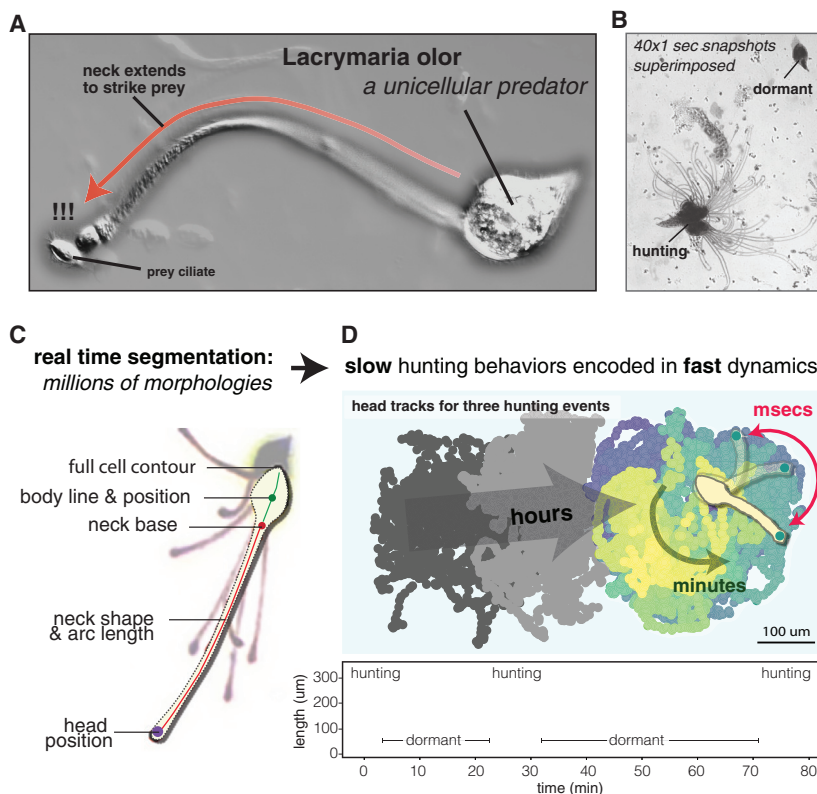 A
Lacrymaria olor
a unicellular predator
neck extends
to strike prey
!!!
prey ciliate
B
40x1 sec snapshots
superimposed
dormant
hunting
C
real time segmentation:
millions of morphologies
full cell contour
body line & position
neck base
neck shape
& arc length
head
position
D
slow hunting behaviors encoded in fast dynamics
head tracks for three hunting events
msecs
hours
minutes
100 um
hunting
hunting
hunting
length (um)
300
200
100
0
dormant
dormant
0
10
20
30
40
50
60
70
80
time (min)